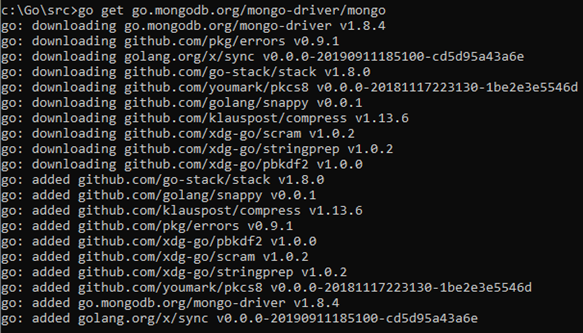 c:\Go\src>go get go.mongodb.org/mongo-driver/mongo
go: downloading go.mongodb.org/mongo-driver v1.8.4
go: downloading github.com/pkg/errors v0.9.1
go: downloading golang.org/x/sync v0.0.0-20190911185100-cd5d95a43a6e
go: downloading github.com/go-stack/stack v1.8.0
go: downloading github.com/youmark/pkcs8 v0.0.0-20181117223130-1be2e3e5546d
go: downloading github.com/golang/snappy v0.0.1
go: downloading github.com/klauspost/compress v1.13.6
go: downloading github.com/xdg-go/scram v1.0.2
go: downloading github.com/xdg-go/stringprep v1.0.2
go: downloading github.com/xdg-go/pbkdf2 v1.0.0
go: added github.com/go-stack/stack v1.8.0
go: added github.com/golang/snappy v0.0.1
go: added github.com/klauspost/compress v1.13.6
go: added github.com/pkg/errors v0.9.1
go: added github.com/xdg-go/pbkdf2 v1.0.0
go: added github.com/xdg-go/scram v1.0.2
go: added github.com/xdg-go/stringprep v1.0.2
go: added github.com/youmark/pkcs8 v0.0.0-20181117223130-1be2e3e5546d
go: added go.mongodb.org/mongo-driver v1.8.4
go: added golang.org/x/sync v0.0.0-20190911185100-cd5d95a43a6e